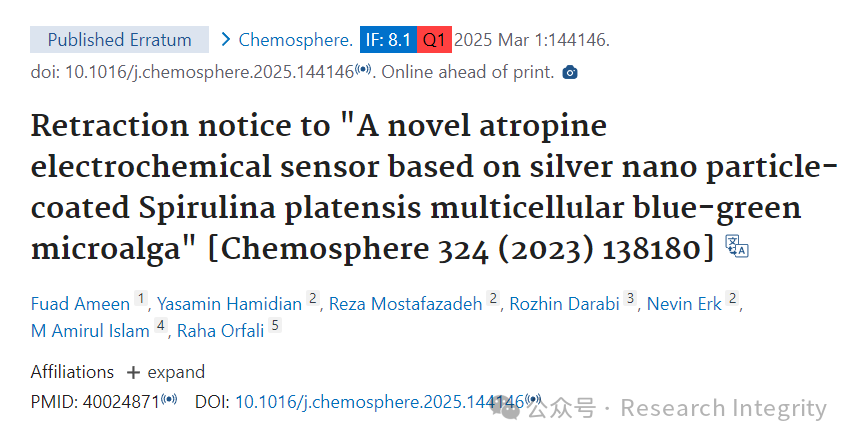 Published Erratum > Chemosphere. IF: 8.1 Q1 2025 Mar 1:144146.
doi: 10.1016/j.chemosphere.2025.144146. Online ahead of print.
Retraction notice to "A novel atropine
electrochemical sensor based on silver nano particle-
coated Spirulina platensis multicellular blue-green
microalga" [Chemosphere 324 (2023) 138180]
Fuad Ameen 1, Yasamin Hamidian 2, Reza Mostafazadeh 2, Rozhin Darabi 3, Nevin Erk 2,
M Amirul Islam 4, Raha Orfali 5
Affiliations + expand
PMID: 40024871 DOI: 10.1016/j.chemosphere.2025.144146
公众号 · Research Integrity